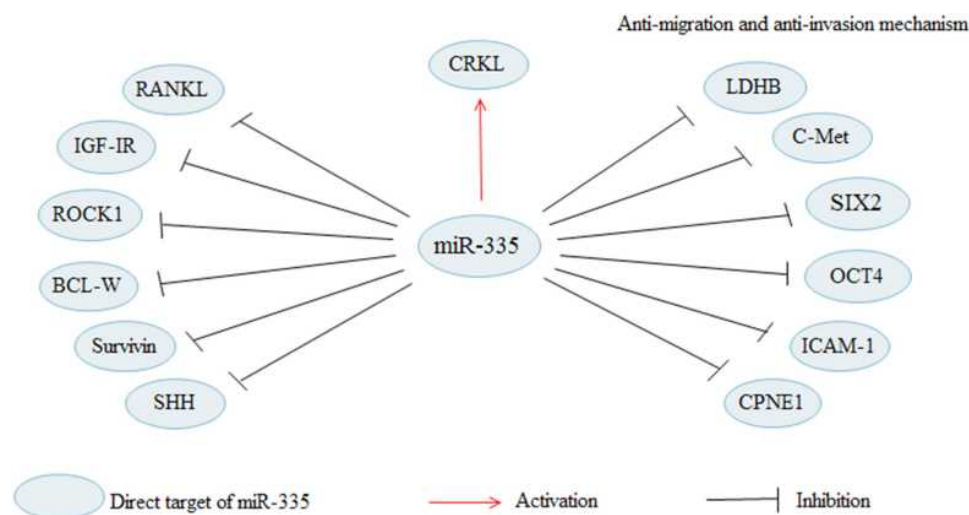 Anti-migration and anti-invasion mechanism
CRKL
RANKL
LDHB
IGF-IR
C-Met
ROCK1
SIX2
miR-335
BCL-W
OCT4
Survivin
ICAM-1
SHH
CPNE1
Direct target of miR-335
Activation
Inhibition